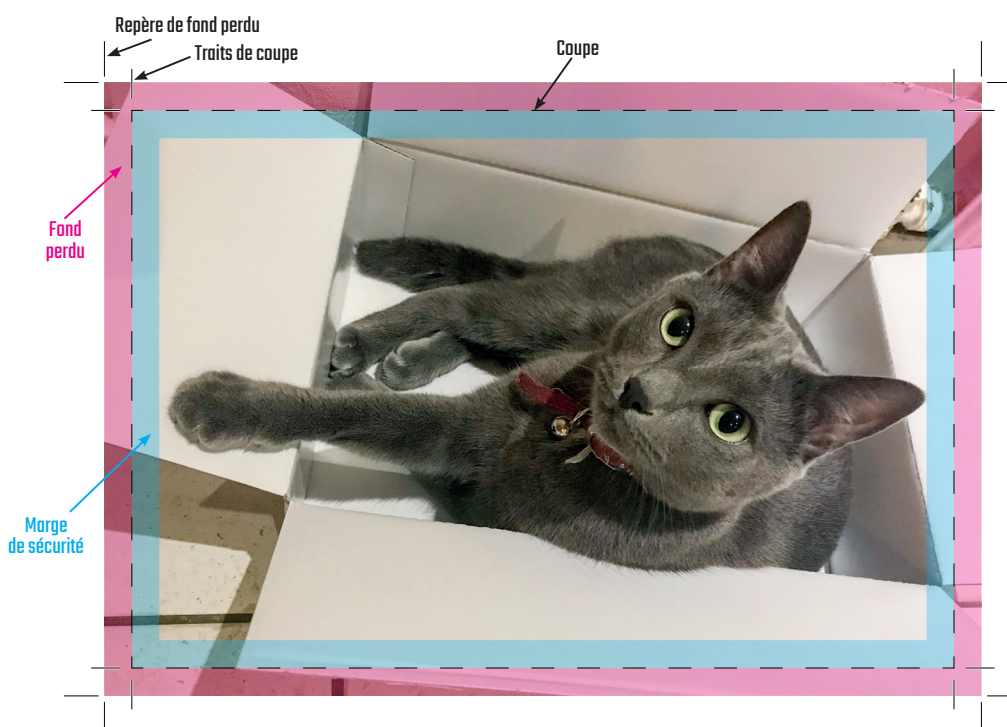 Repère de fond perdu
Traits de coupe
Coupe
Fond
perdu
Marge
de sécurité